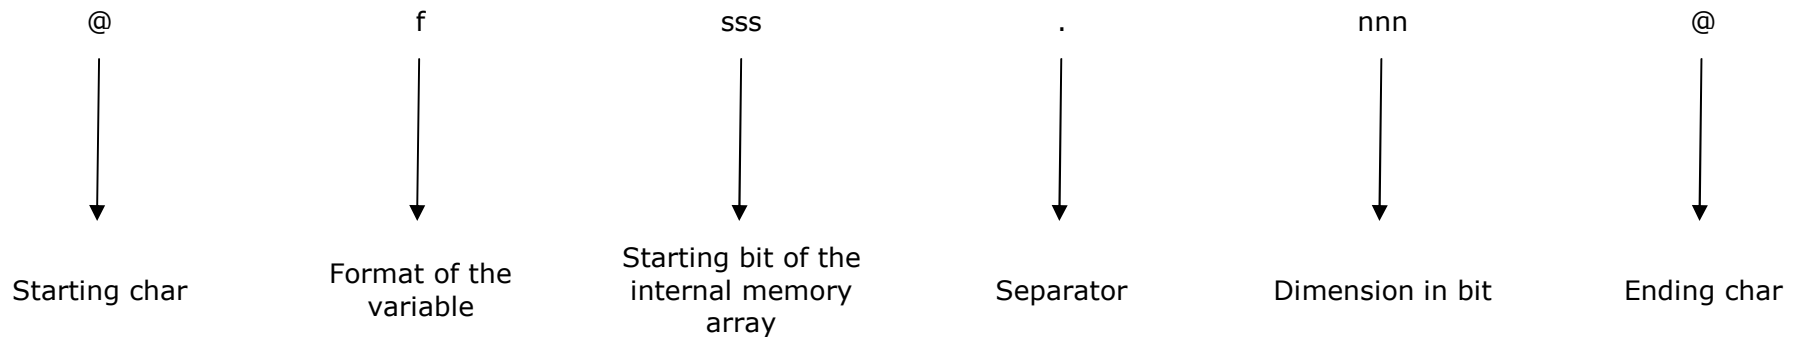 @ f sss . nnn @
Starting char
Format of the
variable
Starting bit of the
internal memory
array
Separator
Dimension in bit
Ending char